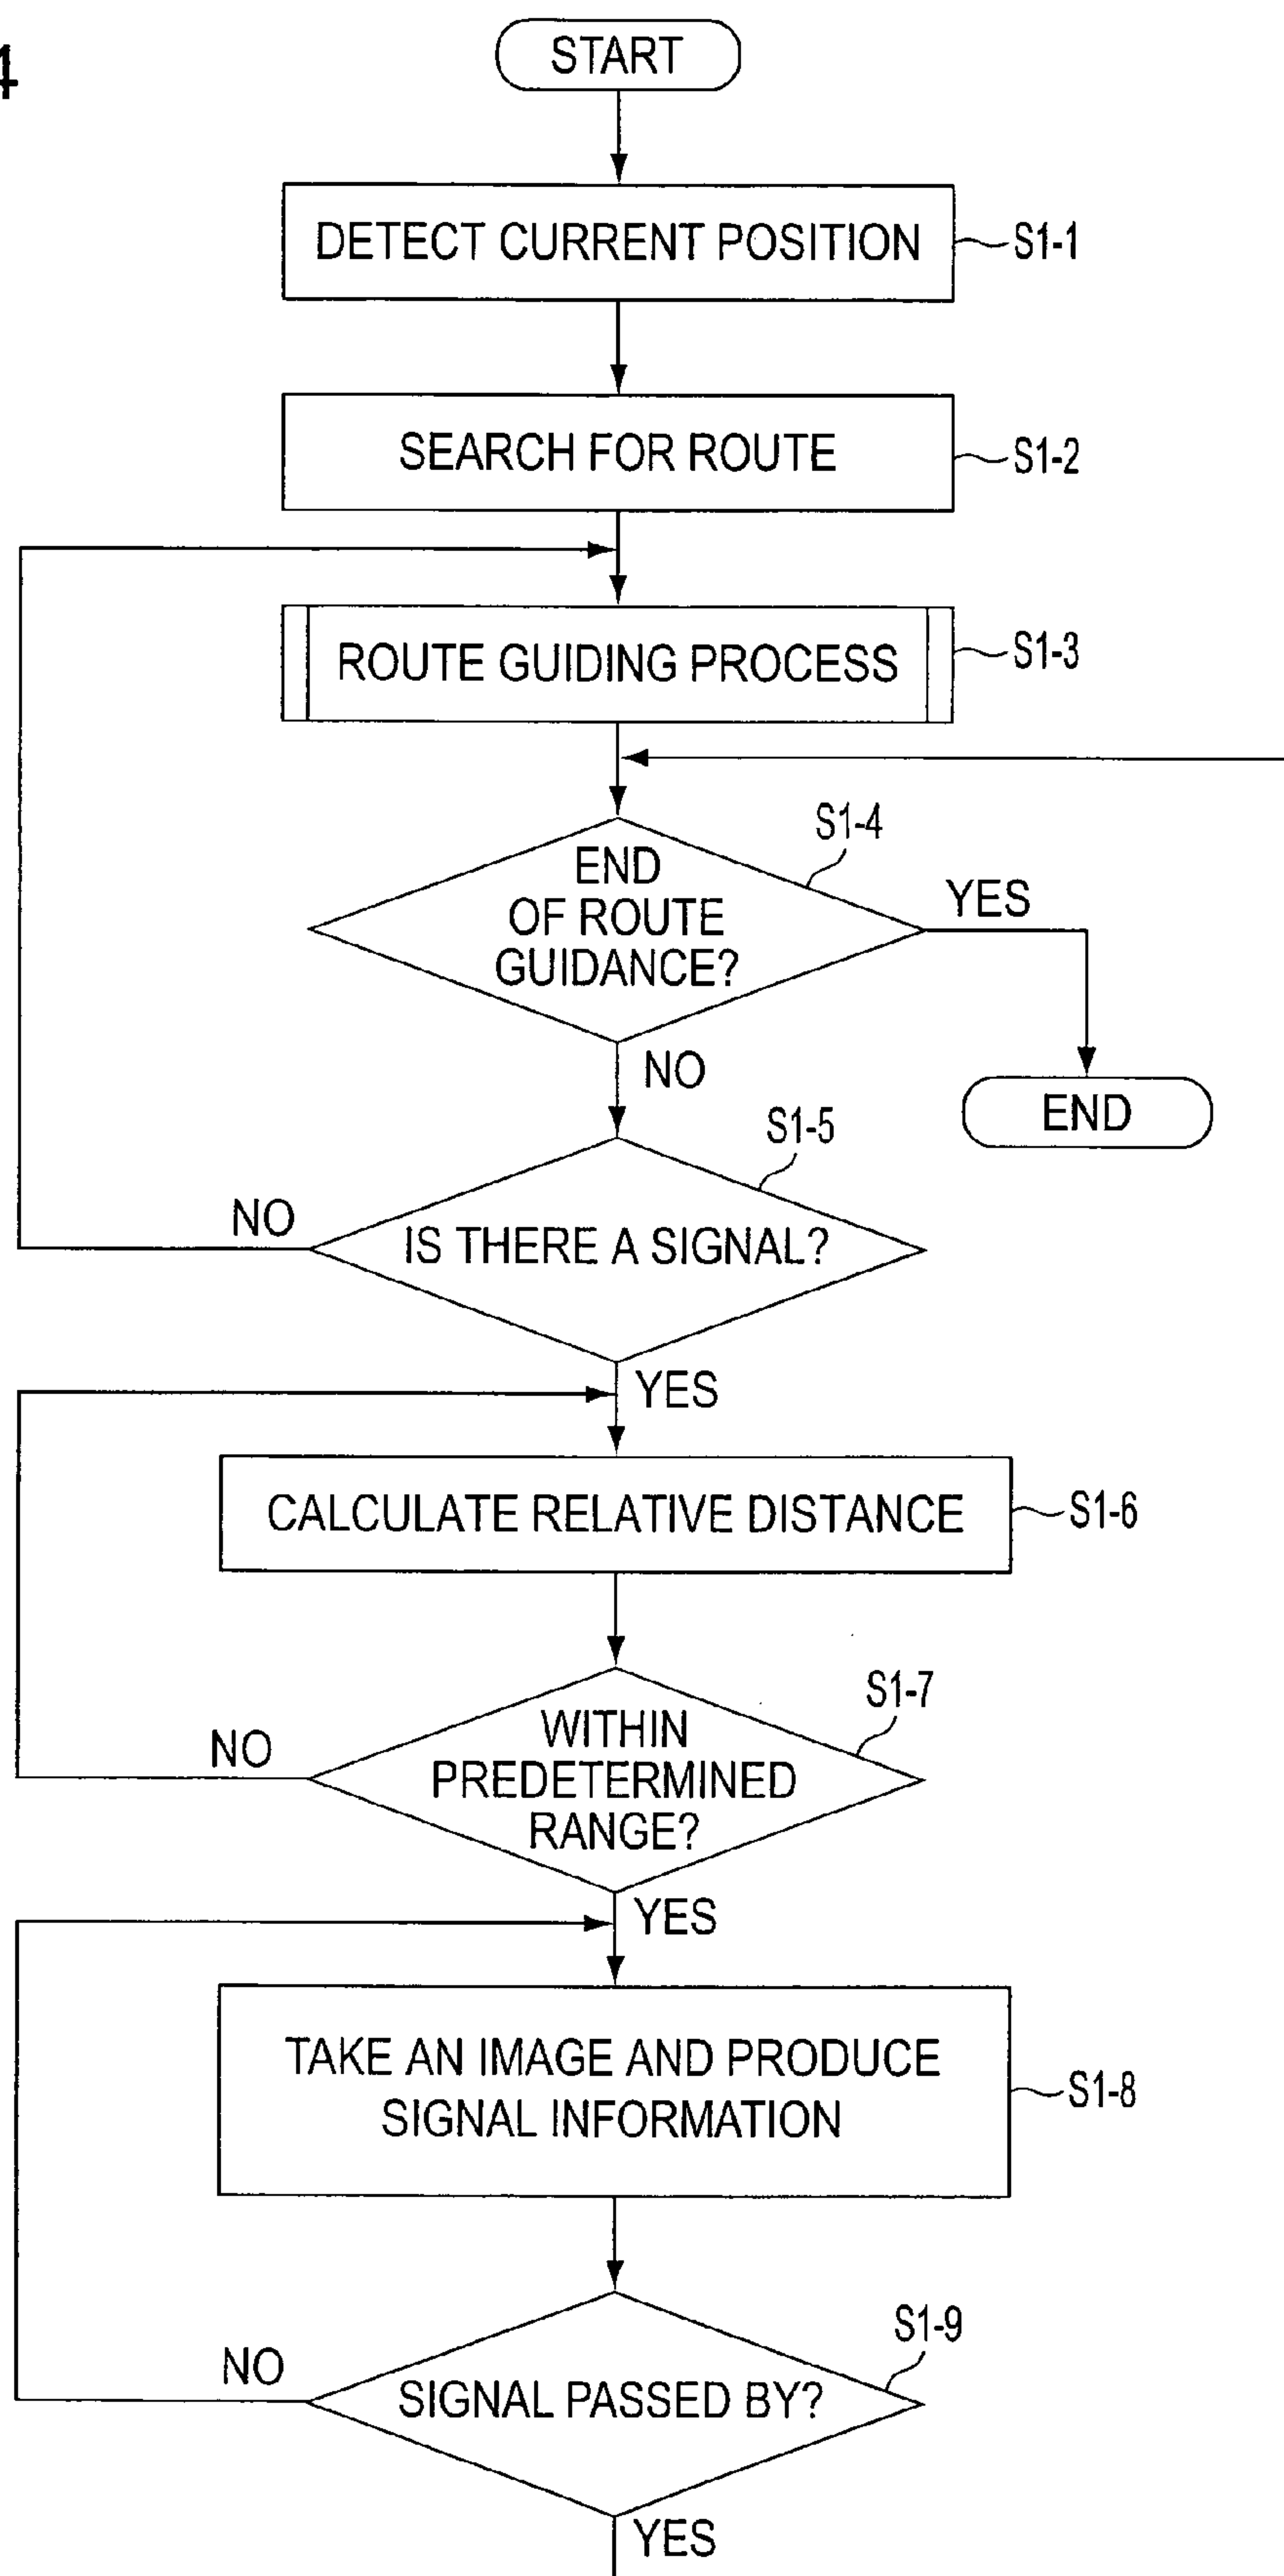 4
START
DETECT CURRENT POSITION
S1-1
SEARCH FOR ROUTE
S1-2
ROUTE GUIDING PROCESS
S1-3
S1-4
END
OF ROUTE
GUIDANCE?
YES
NO
END
S1-5
NO
IS THERE A SIGNAL?
YES
CALCULATE RELATIVE DISTANCE
S1-6
S1-7
NO
WITHIN
PREDETERMINED
RANGE?
YES
TAKE AN IMAGE AND PRODUCE
SIGNAL INFORMATION
S1-8
S1-9
NO
SIGNAL PASSED BY?
YES